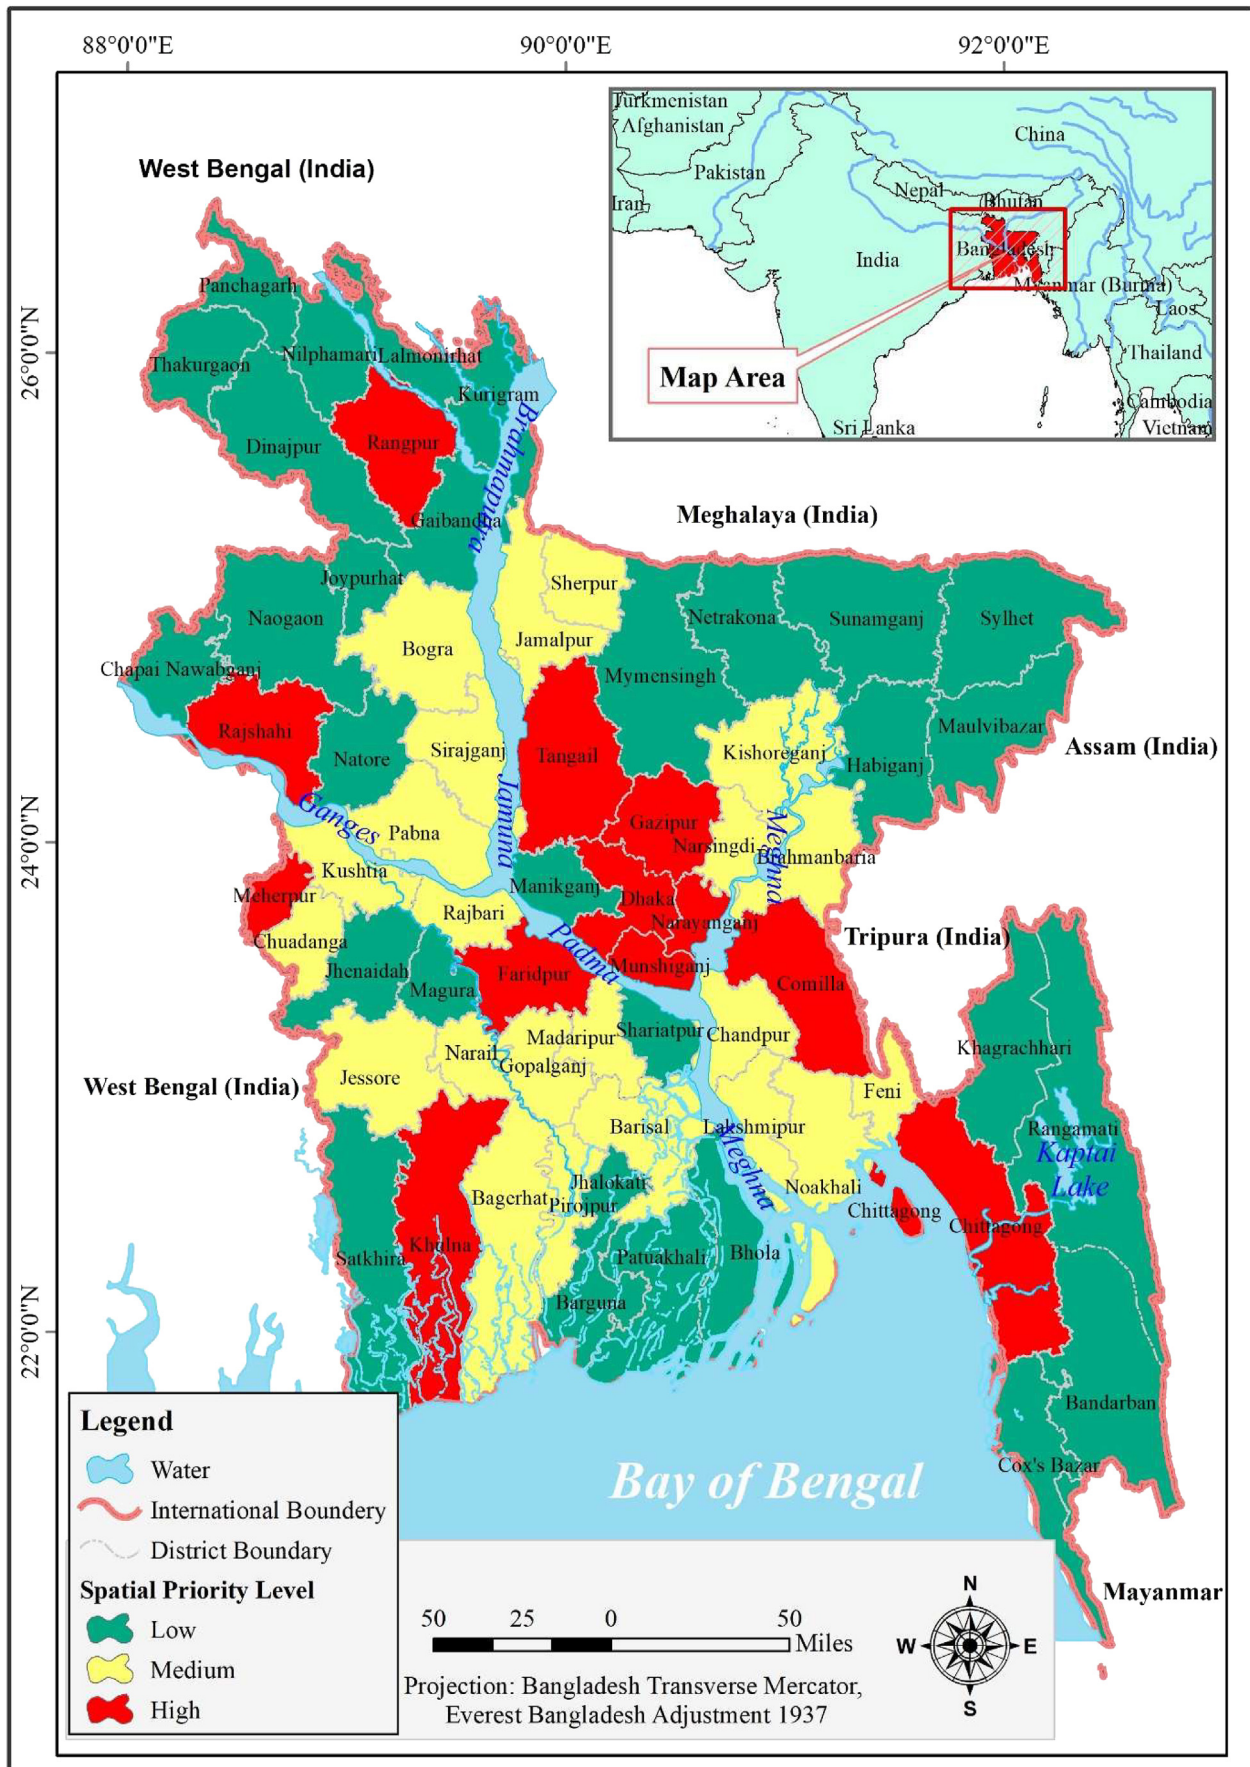 88°0'0"E 90°0'0"E 92°0'0"E
Turkmenistan
Afghanistan
China
Pakistan
Nepal
Bhutan
Iran
India
Bangladesh
Myanmar (Burma)
Laos
Thailand
Cambodia
Vietnam
Sri Lanka
Map Area
West Bengal (India)
Panchagarh
26°0'0"N
Thakurgaon
Nilphamari
Lalmonirhat
Kurigram
Dinajpur
Rangpur
Brahmaputra
Gaibandha
Meghalaya (India)
Joypurhat
Sherpur
Naogaon
Netrakona
Sunamganj
Sylhet
Bogra
Jamalpur
Chapai Nawabganj
Mymensingh
Rajshahi
Natore
Sirajganj
Tangail
Kishoreganj
Maulvibazar
Habiganj
Assam (India)
24°0'0"N
Ganges
Jamuna
Pabna
Gazipur
Narsingdi
Meghna
Brahmanbaria
Kushtia
Meherpur
Manikganj
Dhaka
Rajbari
Narayanganj
Chuadanga
Tripura (India)
Padma
Jhenaidah
Magura
Faridpur
Munshiganj
Comilla
Madaripur
Shariatpur
Chandpur
Khagrachhari
Narail
Gopalganj
West Bengal (India)
Jessore
Feni
Barisal
Lakshmipur
Meghna
Rangamati
Kaptai
Lake
Jhalokati
Bagerhat
Pirojpur
Noakhali
Chittagong
Chittagong
Satkhira
Khulna
Patuakhali
Bhola
Barguna
22°0'0"N
Bandarban
Cox's Bazar
Bay of Bengal
Mayanmar
Legend
Water
International Boundery
District Boundary
Spatial Priority Level
Low
Medium
High
50 25 0 50
Miles
Projection: Bangladesh Transverse Mercator,
Everest Bangladesh Adjustment 1937
N
W E
S